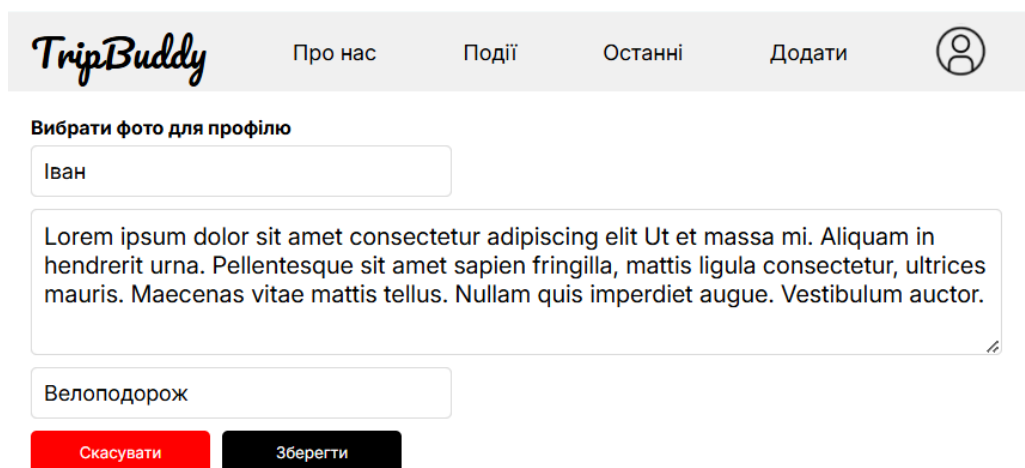 TripBuddy Про нас Події Останні Додати
Вибрати фото для профілю
Іван
Lorem ipsum dolor sit amet consectetur adipiscing elit Ut et massa mi. Aliquam in
hendrerit urna. Pellentesque sit amet sapien fringilla, mattis ligula consectetur, ultrices
mauris. Maecenas vitae mattis tellus. Nullam quis imperdiet augue. Vestibulum auctor.
Велоподорож
Скасувати Зберегти